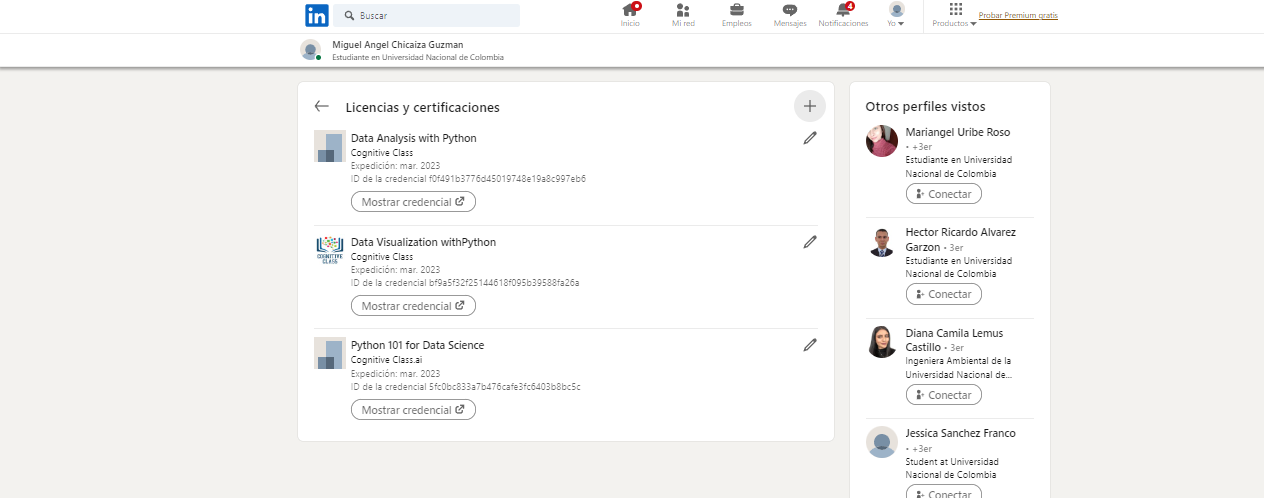 in
Buscar
Inicio
Mi red
Empleos
Mensajes
4
Notificaciones
Yo
Productos
Probar Premium gratis
Miguel Angel Chicaiza Guzman
Estudiante en Universidad Nacional de Colombia
Licencias y certificaciones
Data Analysis with Python
Cognitive Class
Expedición: mar. 2023
ID de la credencial f0f491b3776d45019748e19a8c997eb6
Mostrar credencial
COGNITIVE
CLASS
Data Visualization withPython
Cognitive Class
Expedición: mar. 2023
ID de la credencial bf9a5f32f25144618f095b39588fa26a
Mostrar credencial
Python 101 for Data Science
Cognitive Class.ai
Expedición: mar. 2023
ID de la credencial 5fc0bc833a7b476cafe3fc6403b8bc5c
Mostrar credencial
Otros perfiles vistos
Mariangel Uribe Roso
• +3er
Estudiante en Universidad
Nacional de Colombia
Conectar
Hector Ricardo Alvarez
Garzon • 3er
Estudiante en Universidad
Nacional de Colombia
Conectar
Diana Camila Lemus
Castillo • 3er
Ingeniera Ambiental de la
Universidad Nacional de...
Conectar
Jessica Sanchez Franco
• +3er
Student at Universidad
Nacional de Colombia
Conectar